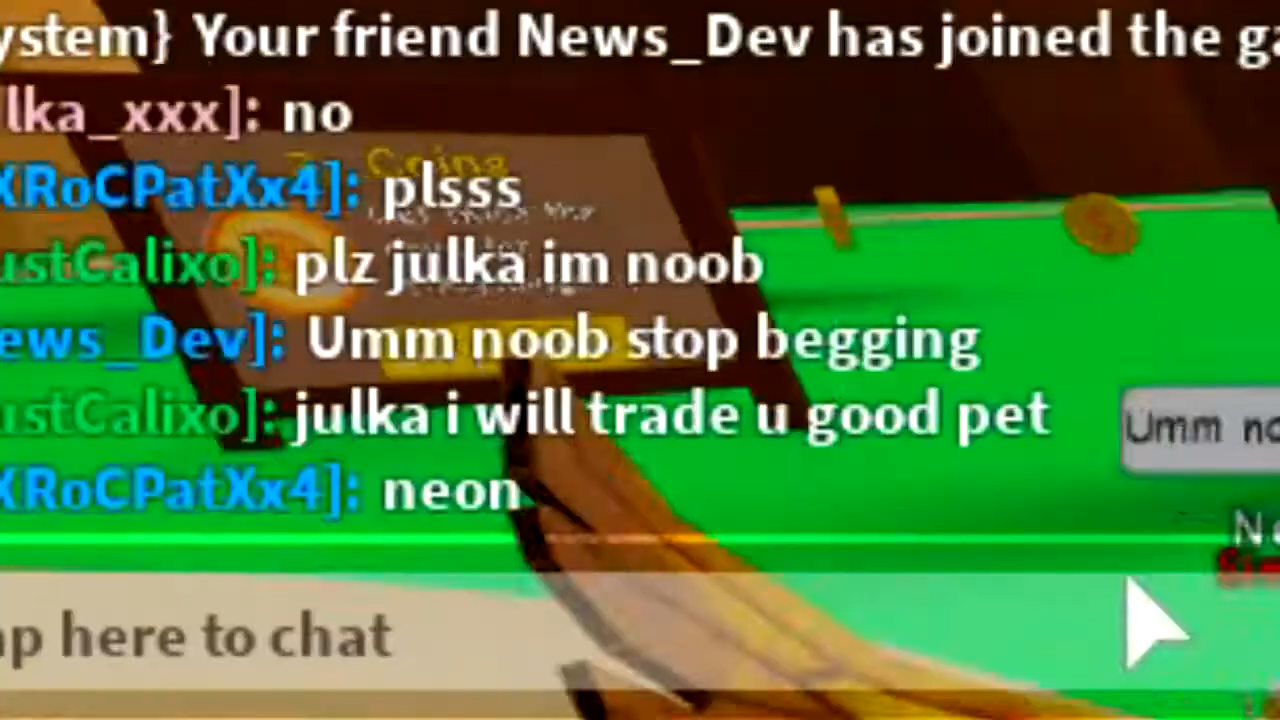 ystem} Your friend News_Dev has joined the ga
lka_xxx]: no
XRoCPatXx4]: plsss
ustCalixo]: plz julka im noob
ews_Dev]: Umm noob stop begging
ustCalixo]: julka i will trade u good pet
Umm no
XRoCPatXx4]: neon
ap here to chat